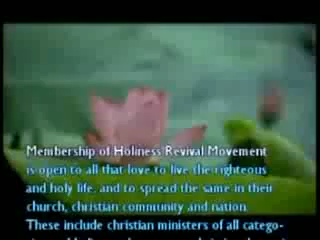 Membership of Holiness Revival Movement
is open to all that love to live the righteous
and holy life, and to spread the same in their
church, christian community and nation.
These include christian ministers of all catego-